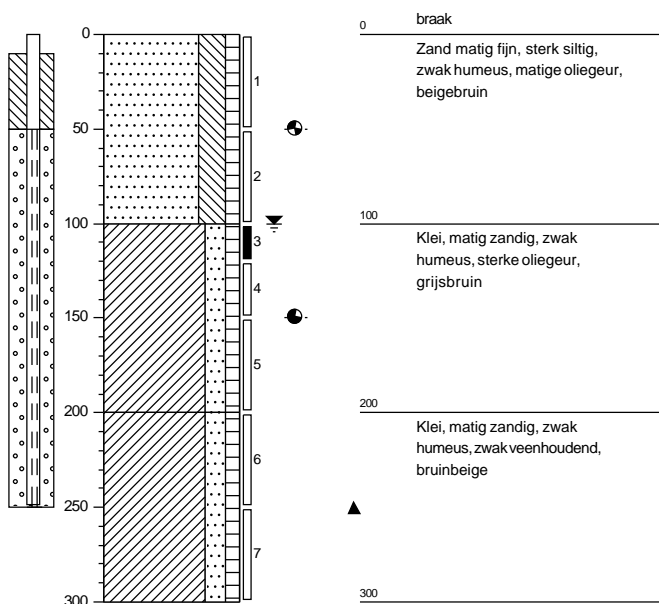 0
50
100
150
200
250
300
1
2
3
4
5
6
7
0
braak
Zand matig fijn, sterk siltig,
zwak humeus, matige oliegeur,
beigebruin
100
Klei, matig zandig, zwak
humeus, sterke oliegeur,
grijsbruin
200
Klei, matig zandig, zwak
humeus, zwak veenhoudend,
bruinbeige
300